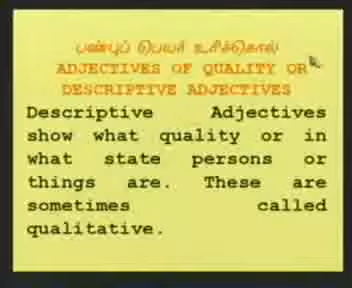 பண்புப் பெயர் உரிச்சொல்
ADJECTIVES OF QUALITY OR
DESCRIPTIVE ADJECTIVES
Descriptive Adjectives
show what quality or in
what state persons or
things are. These are
sometimes called
qualitative.